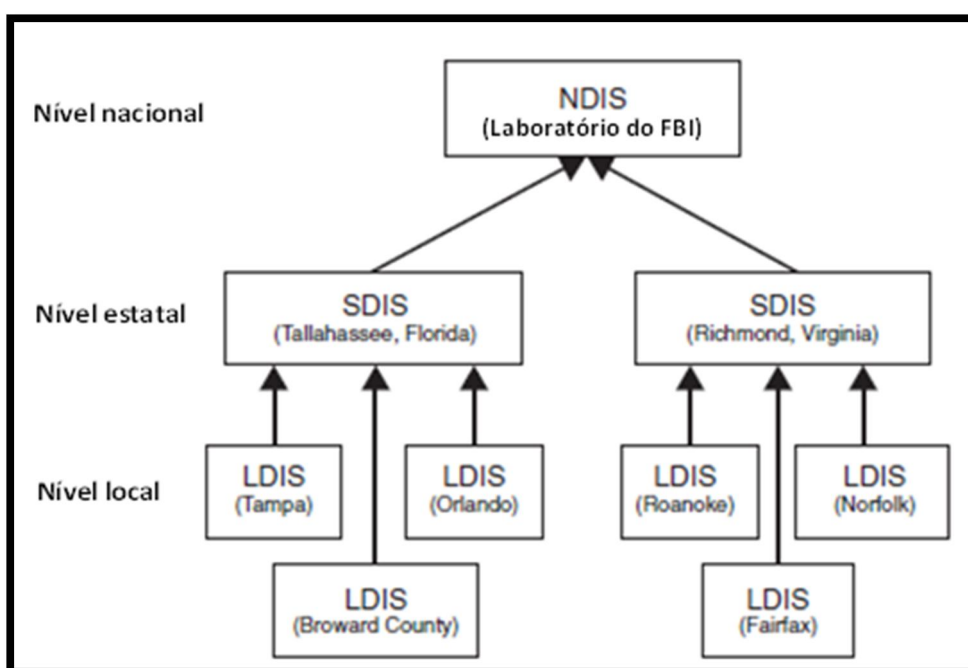 Nível nacional
NDIS
(Laboratório do FBI)
Nível estatal
SDIS
(Tallahassee, Florida)
SDIS
(Richmond, Virginia)
Nível local
LDIS
(Tampa)
LDIS
(Orlando)
LDIS
(Roanoke)
LDIS
(Norfolk)
LDIS
(Broward County)
LDIS
(Fairfax)